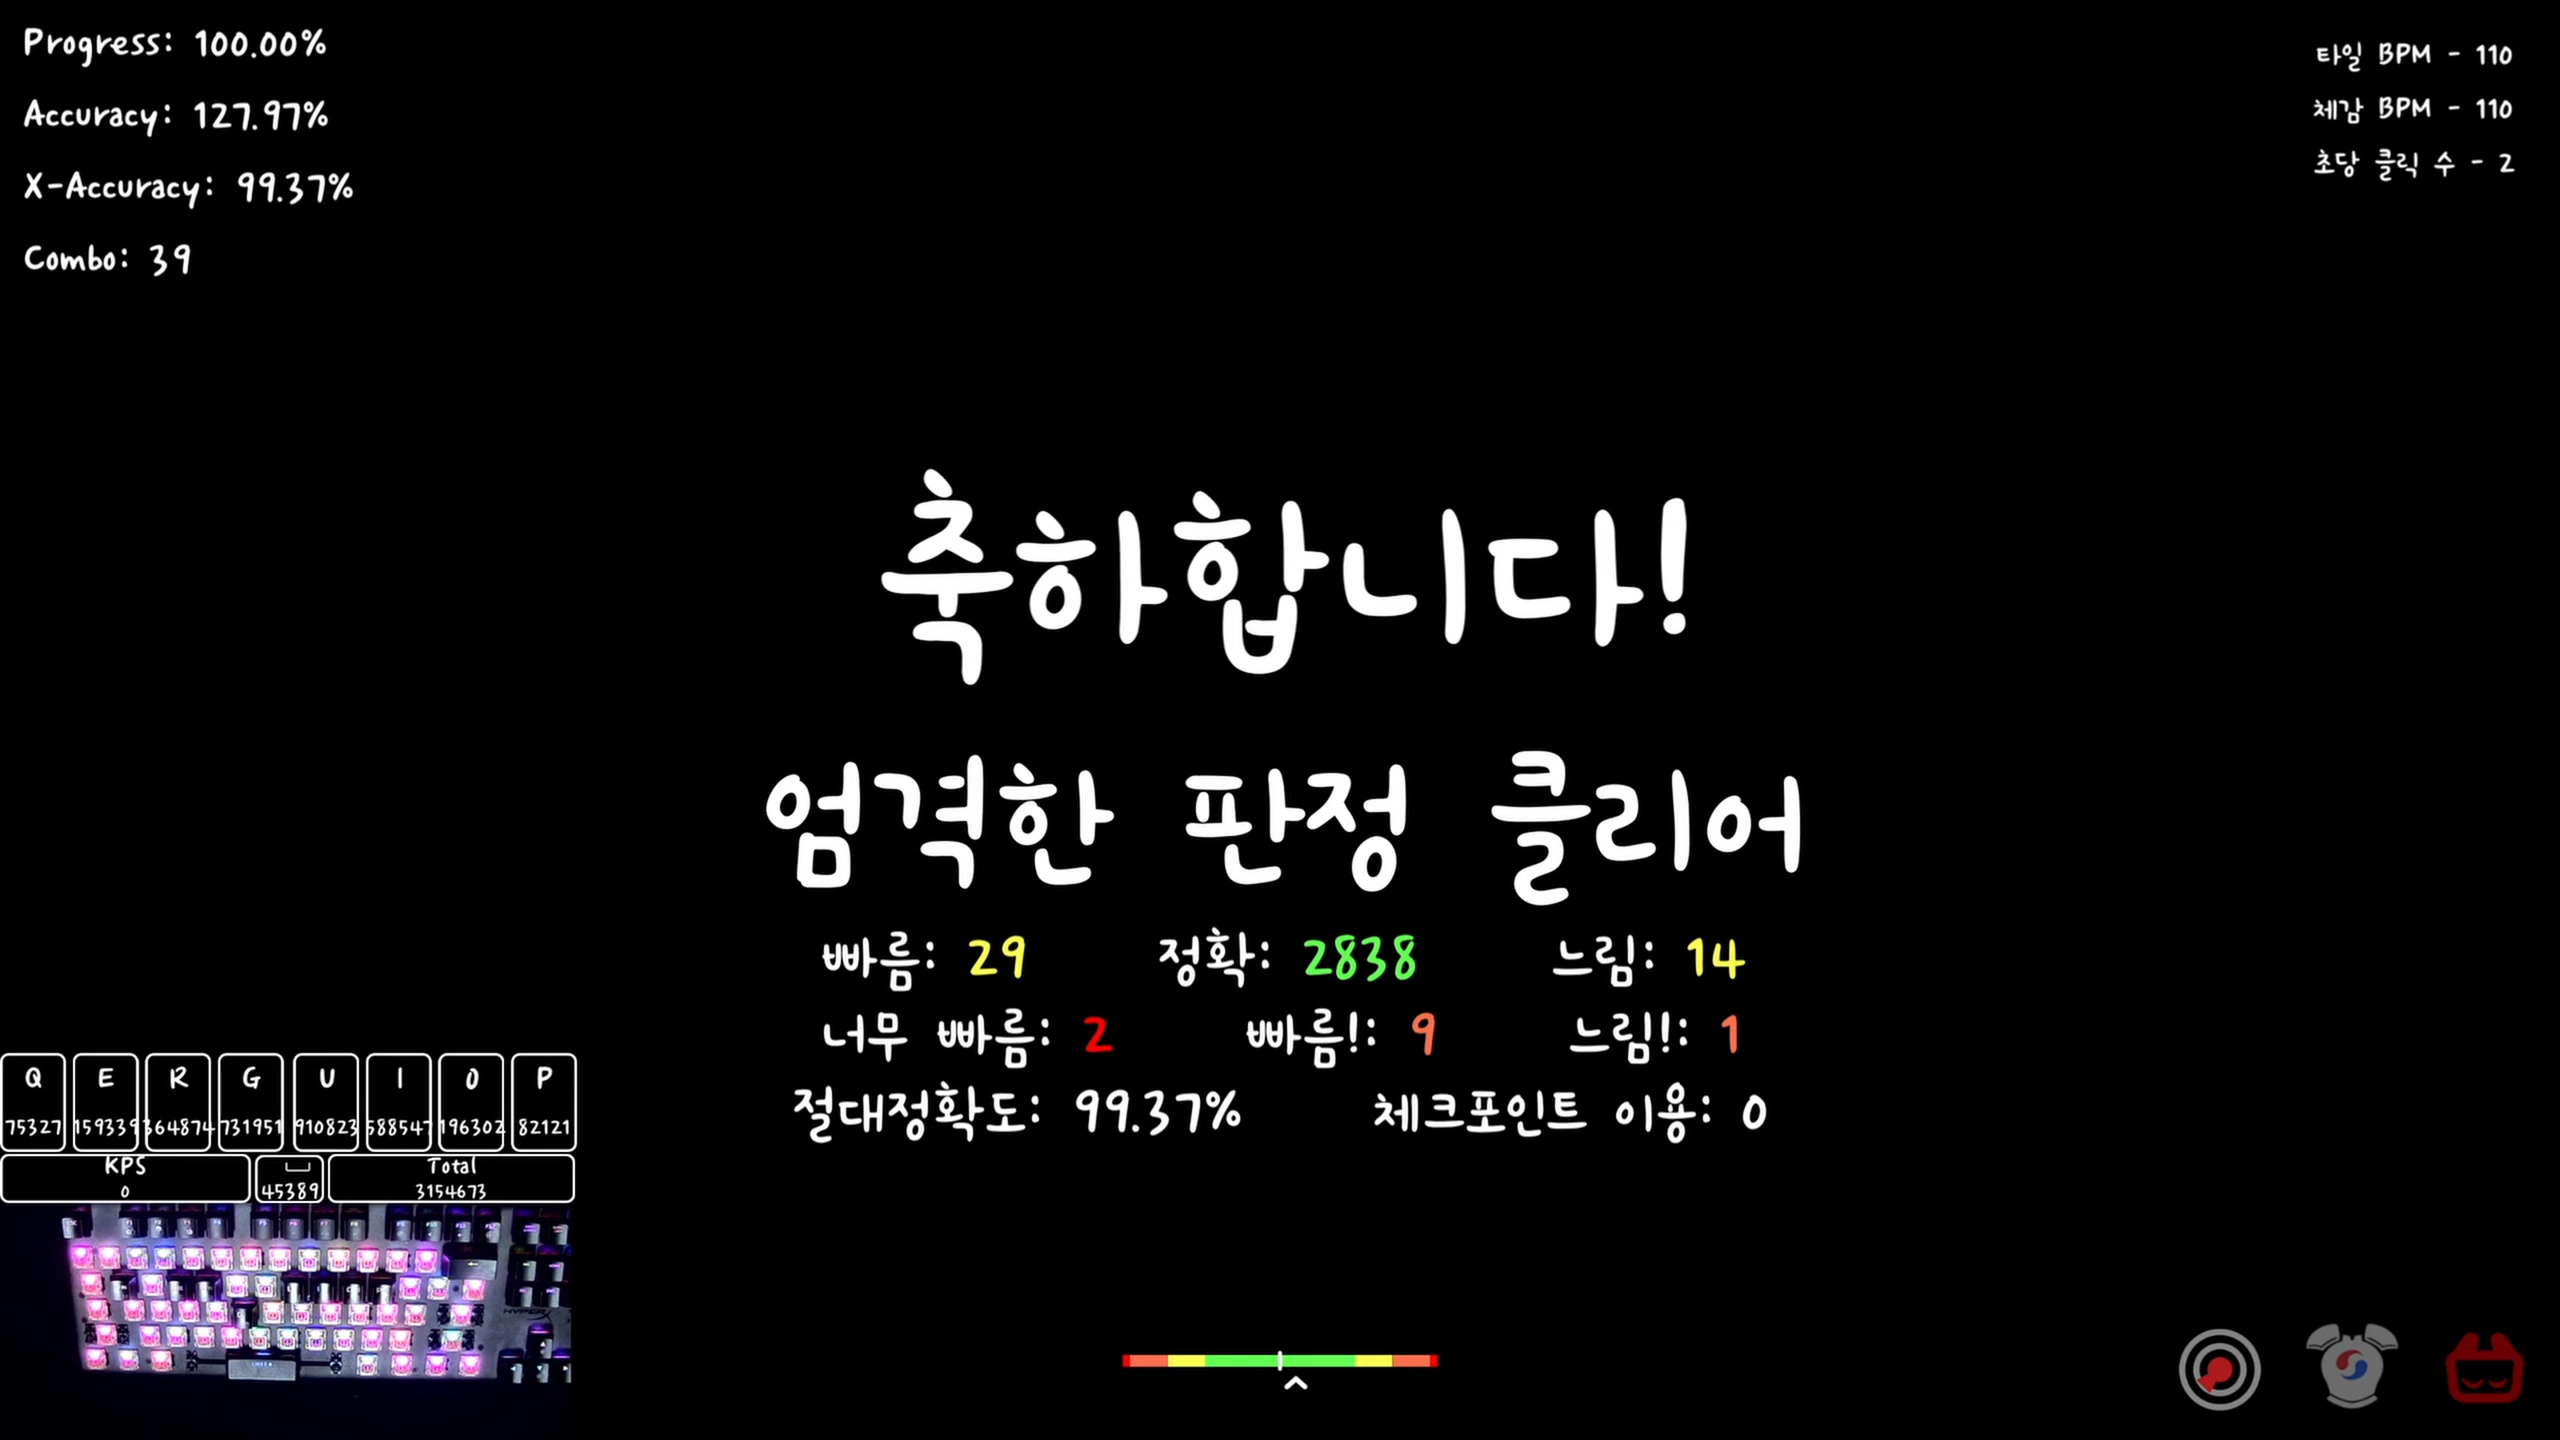 Progress: 100.00%
Accuracy: 127.97%
X-Accuracy: 99.37%
Combo: 39
타일 BPM - 110
체감 BPM - 110
초당 클릭 수 - 2
축하합니다!
엄격한 판정 클리어
빠름: 29 정확: 2838 느림: 14
너무 빠름: 2 빠름!: 9 느림!: 1
절대정확도: 99.37% 체크포인트 이용: 0
Q E R G U I O P
75327 159339 364874 731951 910823 588547 196302 82121
KPS Total
0 45389 3154673